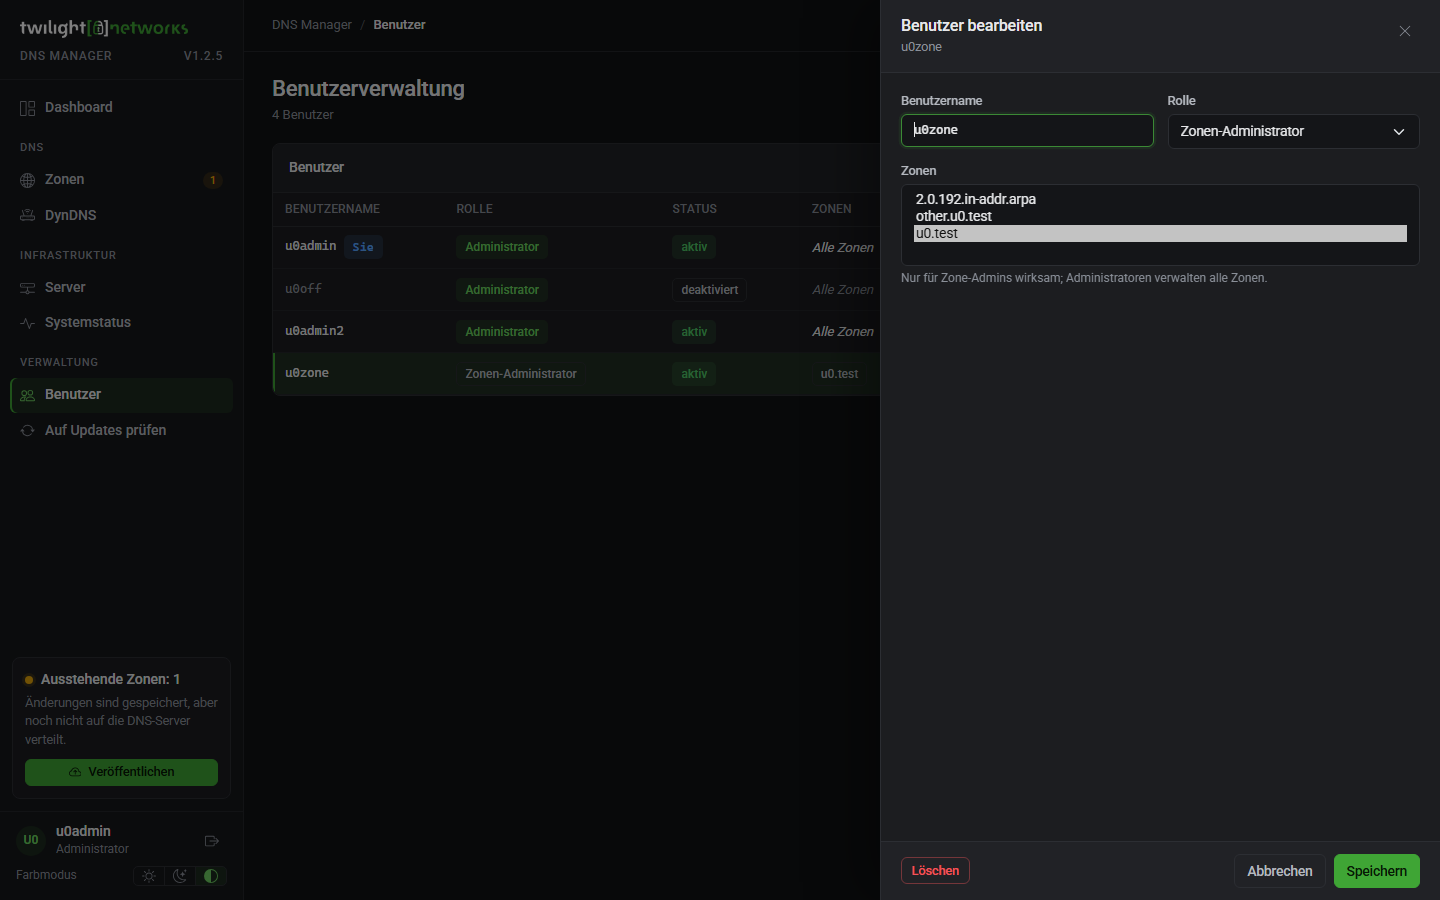 twilight[networks
DNS MANAGER V1.2.5
Dashboard
DNS
Zonen 1
DynDNS
INFRASTRUKTUR
Server
Systemstatus
VERWALTUNG
Benutzer
Auf Updates prüfen
Ausstehende Zonen: 1
Änderungen sind gespeichert, aber
noch nicht auf die DNS-Server
verteilt.
Veröffentlichen
U0
u0admin
Administrator
Farbmodus
DNS Manager / Benutzer
Benutzerverwaltung
4 Benutzer
Benutzer
BENUTZERNAME ROLLE STATUS ZONEN
u0admin Sie Administrator aktiv Alle Zonen
u0off Administrator deaktiviert Alle Zonen
u0admin2 Administrator aktiv Alle Zonen
u0zone Zonen-Administrator aktiv u0.test
Benutzer bearbeiten
u0zone
Benutzername Rolle
u0zone Zonen-Administrator
Zonen
2.0.192.in-addr.arpa
other.u0.test
u0.test
Nur für Zone-Admins wirksam; Administratoren verwalten alle Zonen.
Löschen Abbrechen Speichern